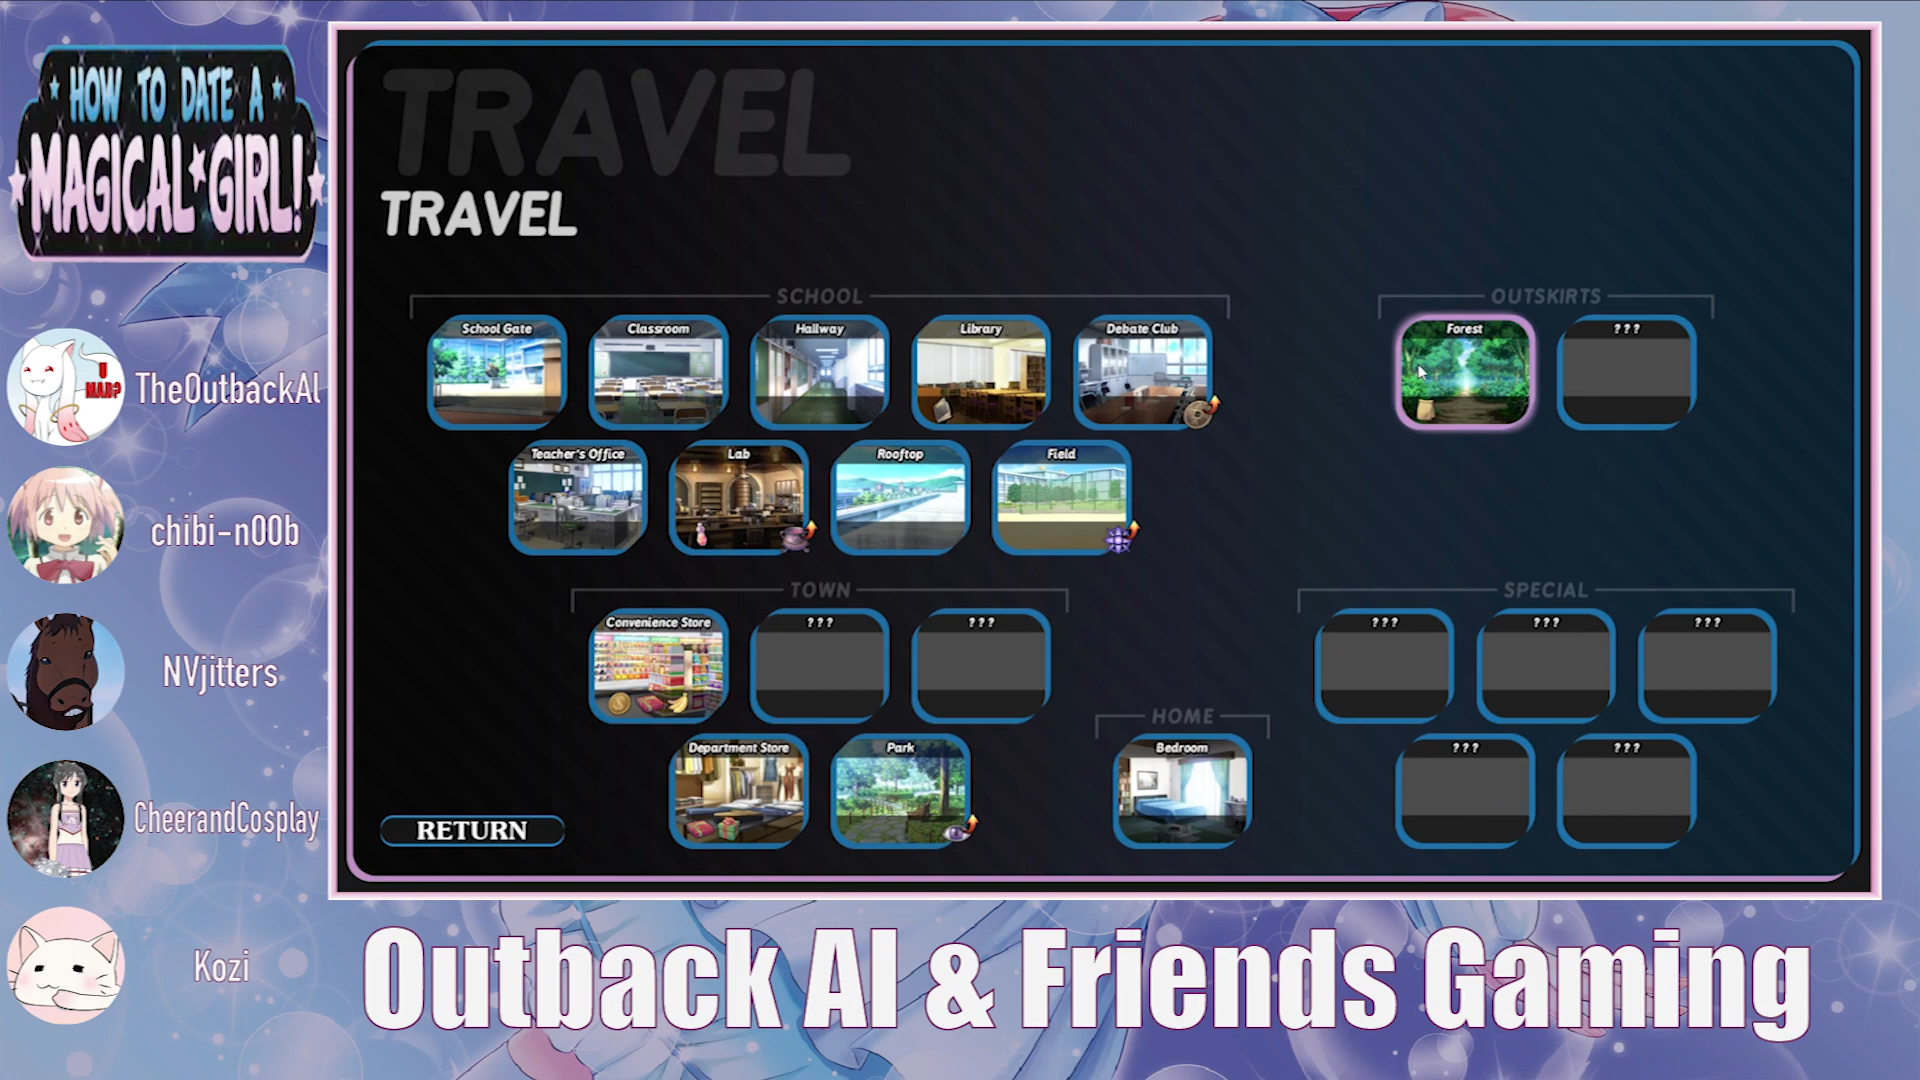 HOW TO DATE A
MAGICAL GIRL!
U
MAD?
TheOutbackAl
chibi-n00b
NVjitters
CheerandCosplay
Kozi
TRAVEL
TRAVEL
SCHOOL
School Gate
Classroom
Hallway
Library
Debate Club
Teacher's Office
Lab
Rooftop
Field
OUTSKIRTS
Forest
???
TOWN
Convenience Store
???
???
Department Store
Park
HOME
Bedroom
SPECIAL
???
???
???
???
???
RETURN
Outback Al & Friends Gaming